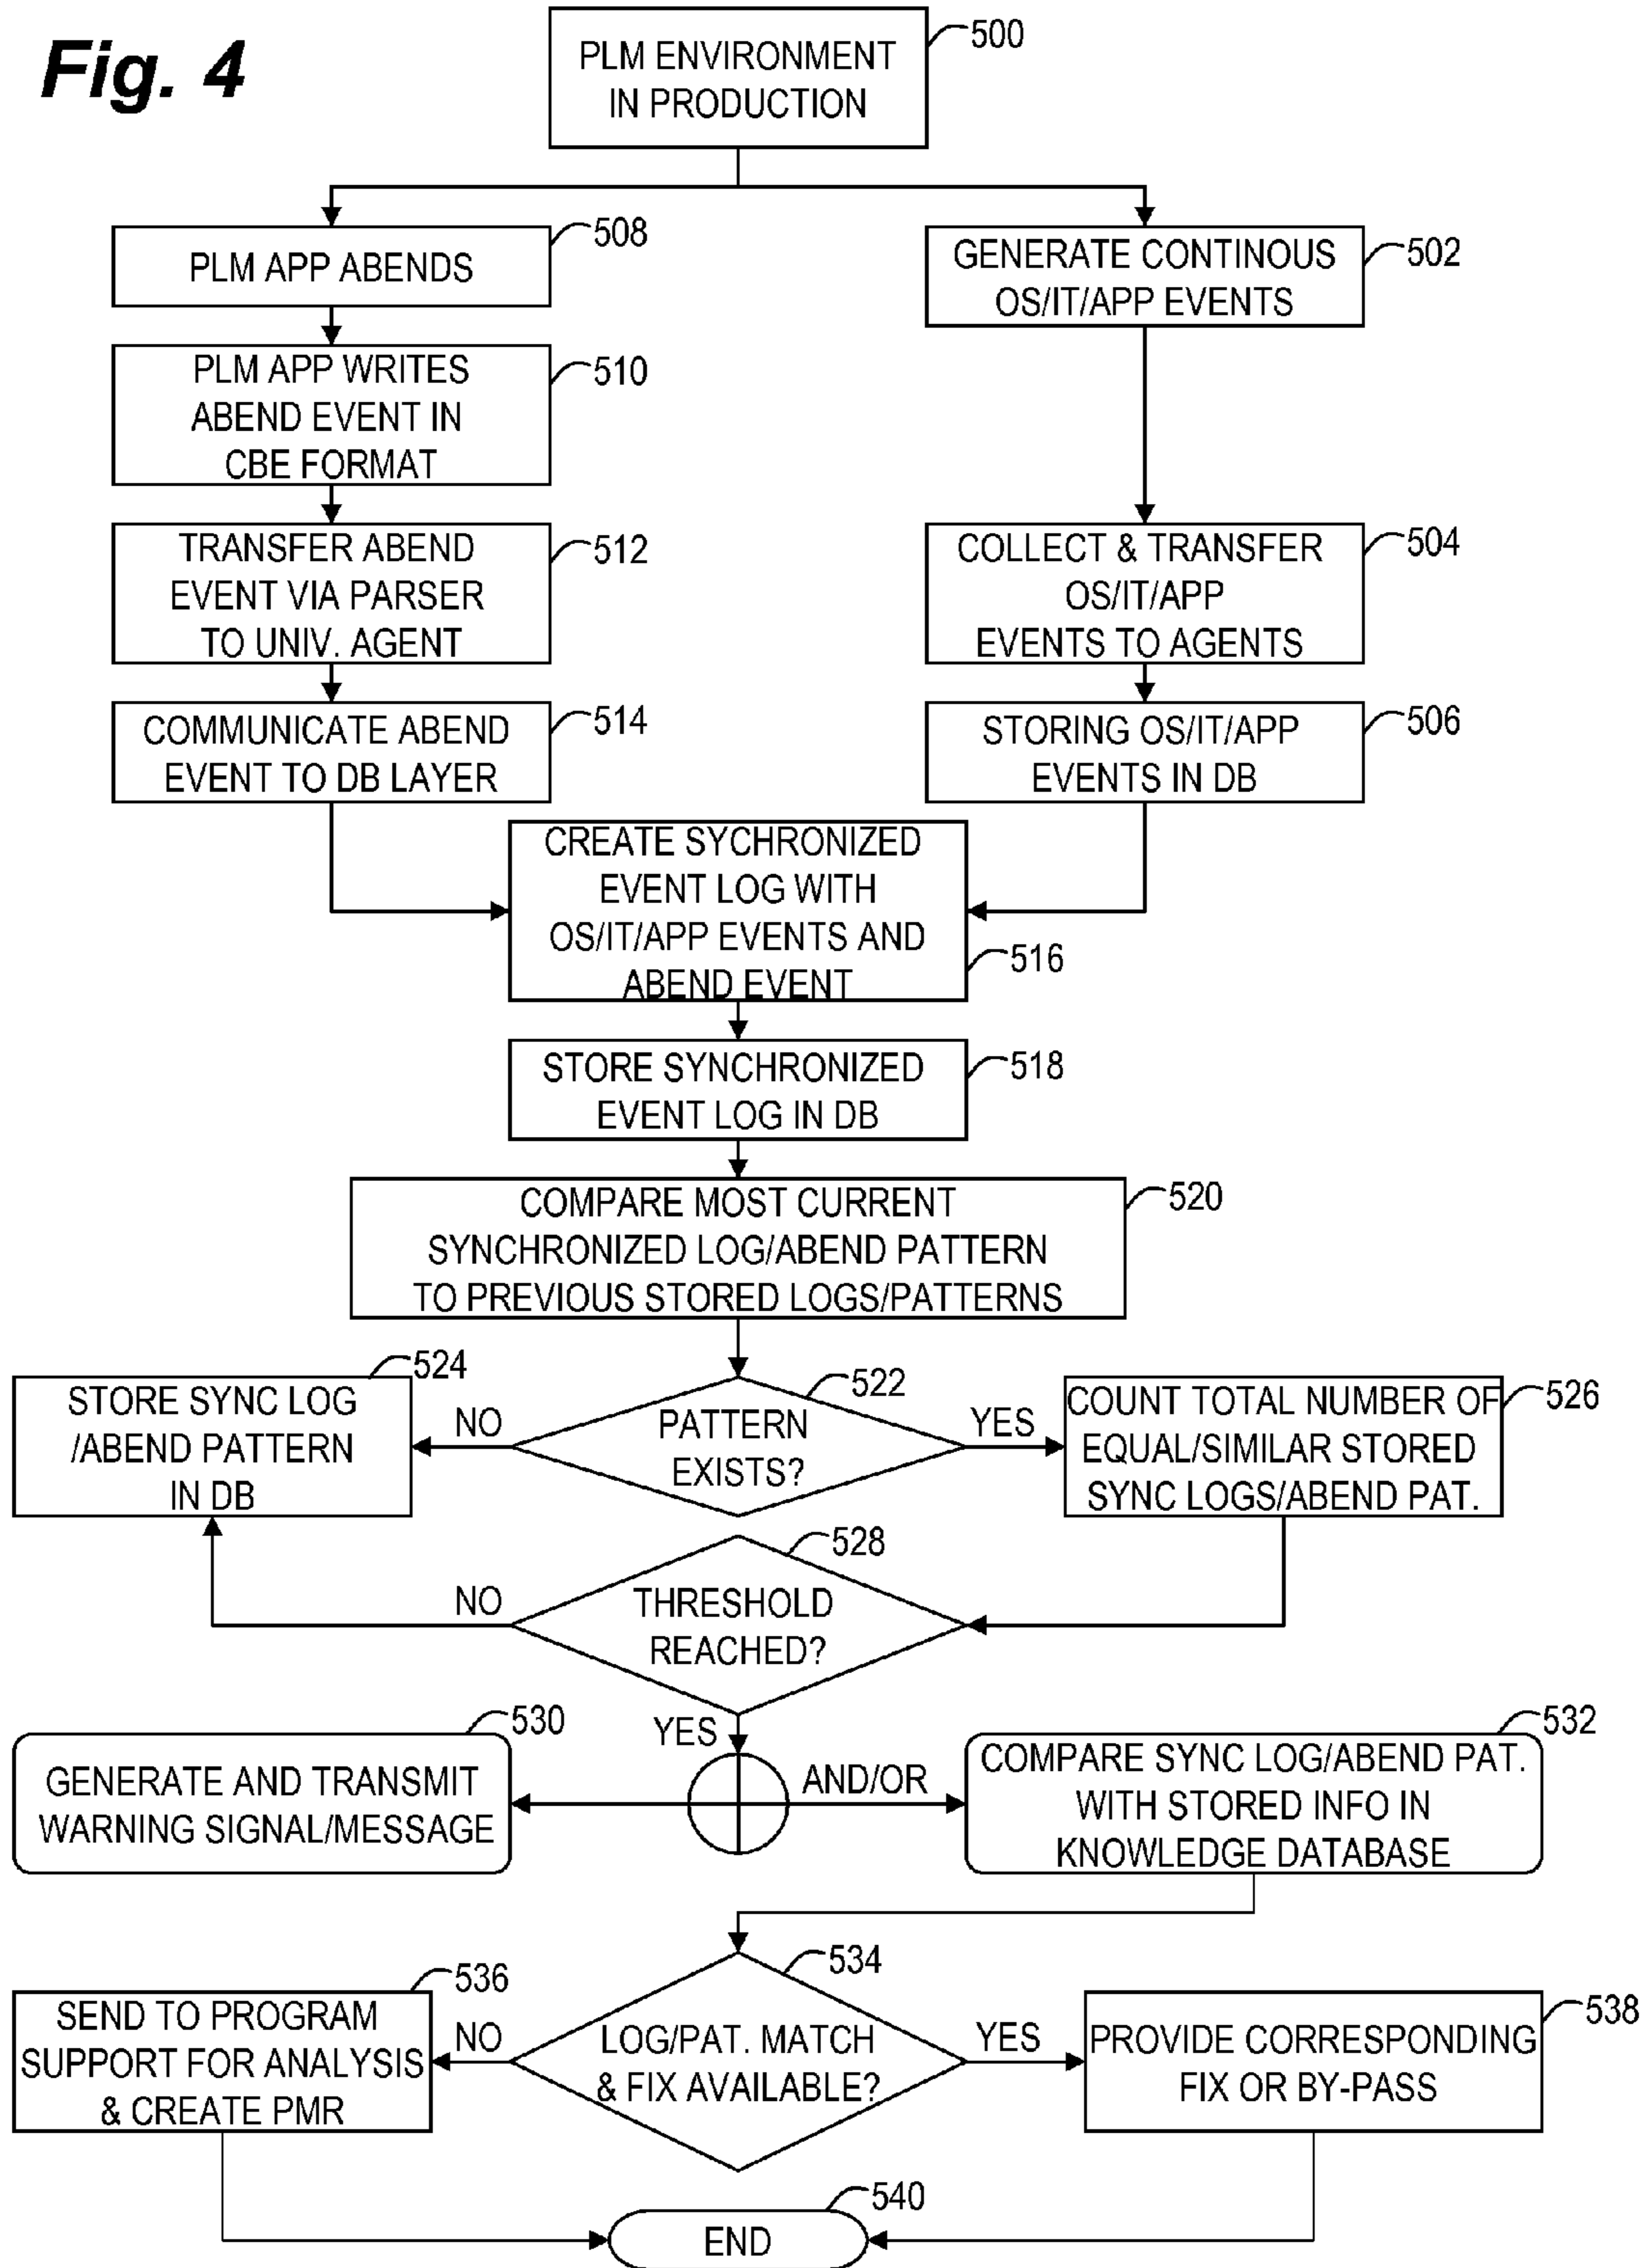 Fig. 4
PLM ENVIRONMENT
IN PRODUCTION
500
PLM APP ABENDS
508
GENERATE CONTINOUS
OS/IT/APP EVENTS
502
PLM APP WRITES
ABEND EVENT IN
CBE FORMAT
510
TRANSFER ABEND
EVENT VIA PARSER
TO UNIV. AGENT
512
COLLECT & TRANSFER
OS/IT/APP
EVENTS TO AGENTS
504
COMMUNICATE ABEND
EVENT TO DB LAYER
514
STORING OS/IT/APP
EVENTS IN DB
506
CREATE SYCHRONIZED
EVENT LOG WITH
OS/IT/APP EVENTS AND
ABEND EVENT
516
STORE SYNCHRONIZED
EVENT LOG IN DB
518
COMPARE MOST CURRENT
SYNCHRONIZED LOG/ABEND PATTERN
TO PREVIOUS STORED LOGS/PATTERNS
520
STORE SYNC LOG
/ABEND PATTERN
IN DB
524
NO
PATTERN
EXISTS?
522
YES
COUNT TOTAL NUMBER OF
EQUAL/SIMILAR STORED
SYNC LOGS/ABEND PAT.
526
NO
THRESHOLD
REACHED?
528
YES
GENERATE AND TRANSMIT
WARNING SIGNAL/MESSAGE
530
AND/OR
COMPARE SYNC LOG/ABEND PAT.
WITH STORED INFO IN
KNOWLEDGE DATABASE
532
SEND TO PROGRAM
SUPPORT FOR ANALYSIS
& CREATE PMR
536
NO
LOG/PAT. MATCH
& FIX AVAILABLE?
534
YES
PROVIDE CORRESPONDING
FIX OR BY-PASS
538
END
540